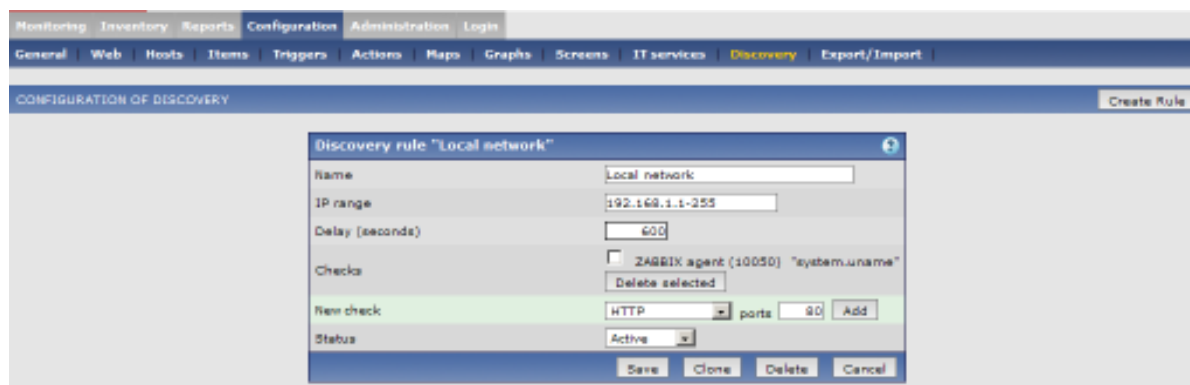 Monitoring Inventory Reports Configuration Administration Login
General Web Hosts Items Triggers Actions Maps Graphs Screens IT services Discovery Export/Import
CONFIGURATION OF DISCOVERY Create Rule
Discovery rule "Local network"
Name Local network
IP range 192.168.1.1-255
Delay (seconds) 600
Checks ZABBIX agent (10050) "system.uname"
Delete selected
New check HTTP ports 80 Add
Status Active
Save Clone Delete Cancel